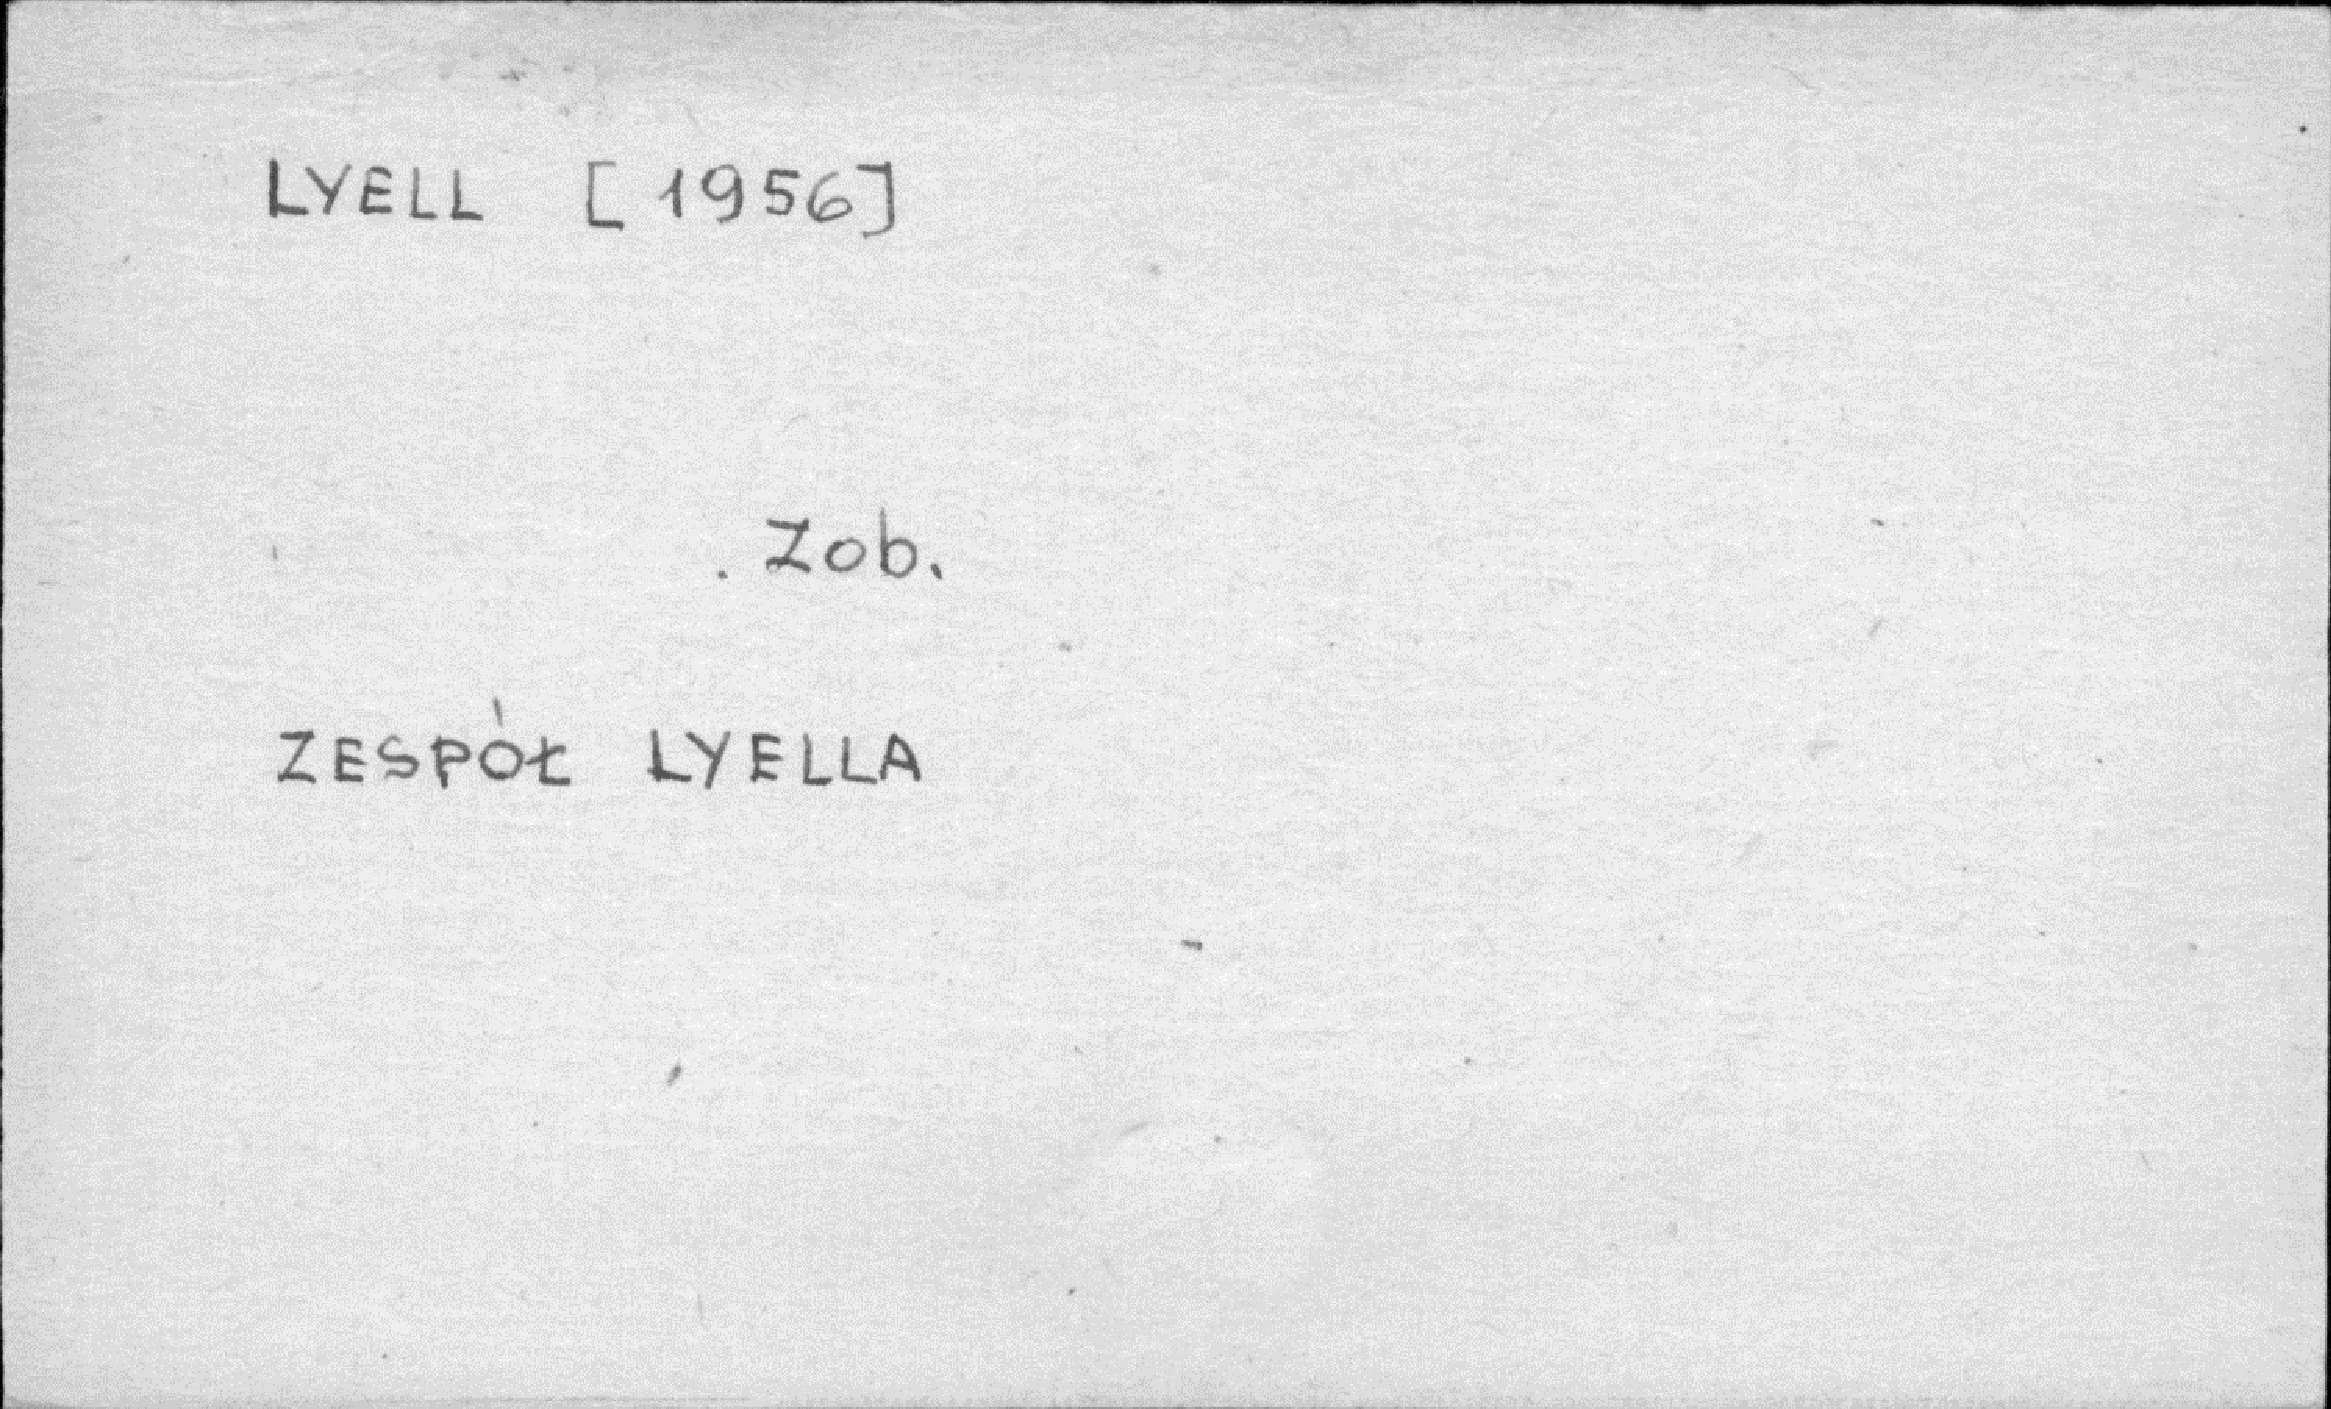 LYELL [1956]
Zob.
ZESPÓŁ LYELLA